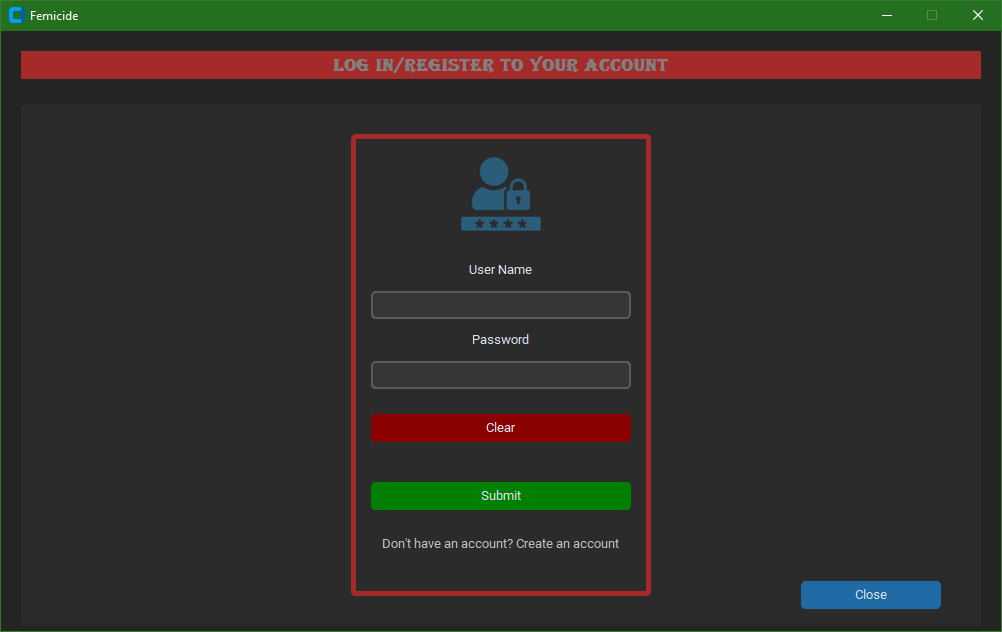 Femicide
LOG IN/REGISTER TO YOUR ACCOUNT
****
User Name
Password
Clear
Submit
Don't have an account? Create an account
Close